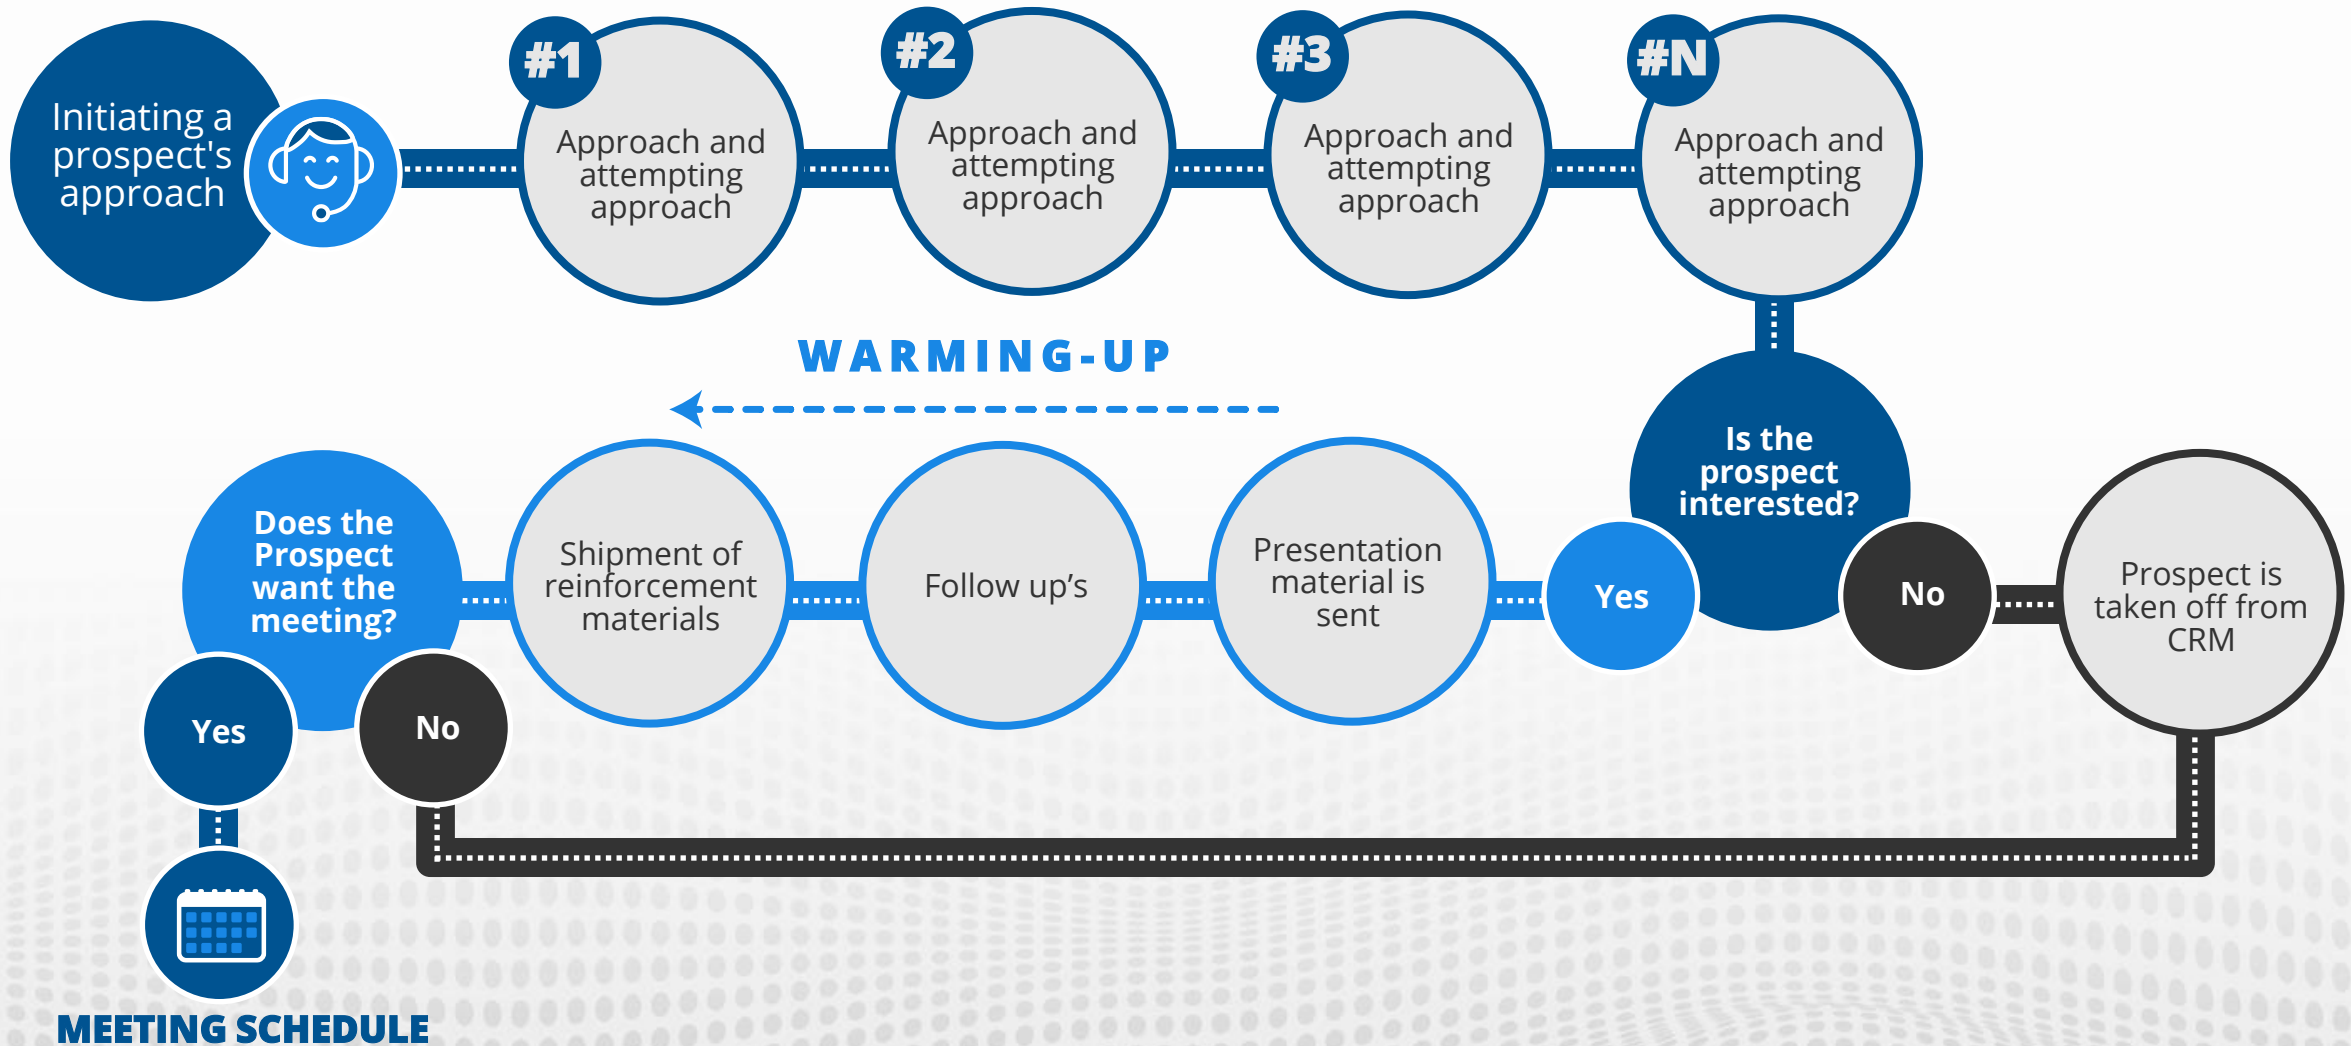 Initiating a
prospect's
approach
#1
Approach and
attempting
approach
#2
Approach and
attempting
approach
#3
Approach and
attempting
approach
#N
Approach and
attempting
approach
WARMING-UP
Is the
prospect
interested?
Yes
No
Prospect is
taken off from
CRM
Presentation
material is
sent
Follow up’s
Shipment of
reinforcement
materials
Does the
Prospect
want the
meeting?
Yes
No
MEETING SCHEDULE